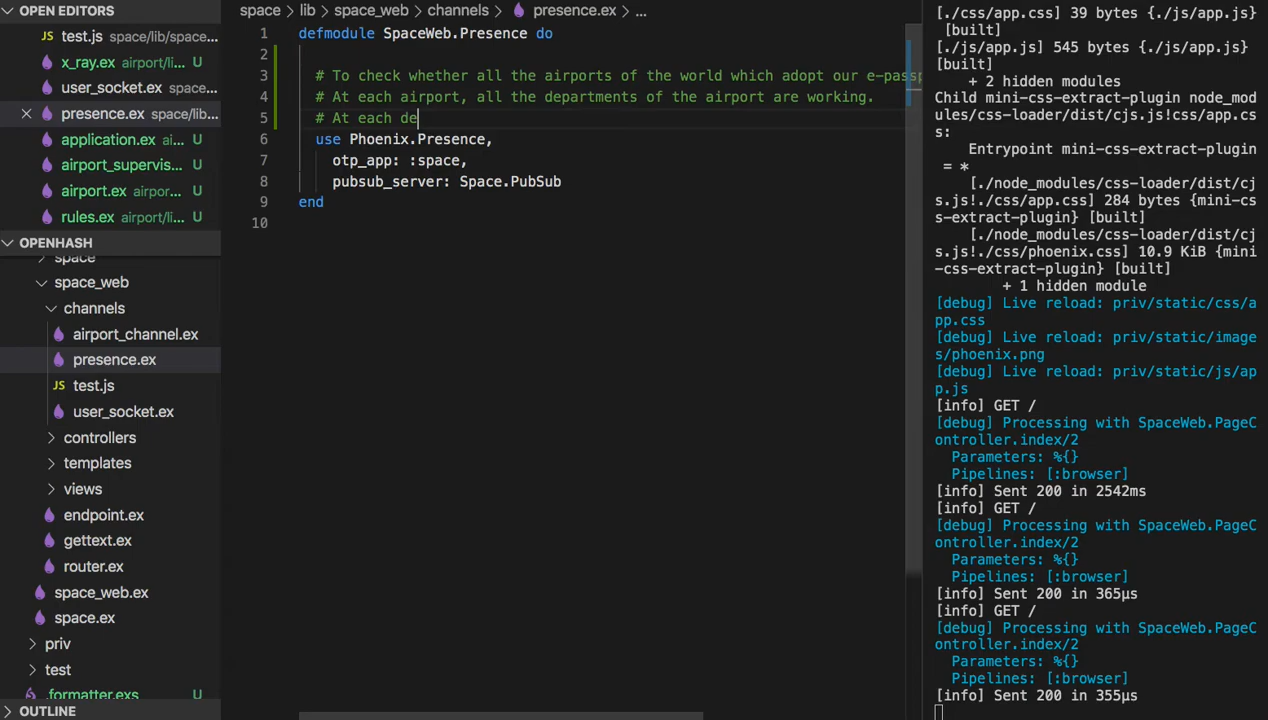 OPEN EDITORS
JS test.js space/lib/space...
x_ray.ex airport/li... U
user_socket.ex space...
presence.ex space/lib...
application.ex ai... U
airport_supervis... U
airport.ex airpor... U
rules.ex airport/li... U
OPENHASH
space
space_web
channels
airport_channel.ex
presence.ex
JS test.js
user_socket.ex
controllers
templates
views
endpoint.ex
gettext.ex
router.ex
space_web.ex
space.ex
priv
test
.formatter.exs U
OUTLINE
space > lib > space_web > channels > presence.ex > ...
1 defmodule SpaceWeb.Presence do
2
3 # To check whether all the airports of the world which adopt our e-passp
4 # At each airport, all the departments of the airport are working.
5 # At each de
6 use Phoenix.Presence,
7 otp_app: :space,
8 pubsub_server: Space.PubSub
9 end
10
[./css/app.css] 39 bytes {./js/app.js}
[built]
[./js/app.js] 545 bytes {./js/app.js}
[built]
+ 2 hidden modules
Child mini-css-extract-plugin node_mod
ules/css-loader/dist/cjs.js!css/app.cs
s:
Entrypoint mini-css-extract-plugin
= *
[./node_modules/css-loader/dist/cj
s.js!./css/app.css] 284 bytes {mini-cs
s-extract-plugin} [built]
[./node_modules/css-loader/dist/cj
s.js!./css/phoenix.css] 10.9 KiB {mini
-css-extract-plugin} [built]
+ 1 hidden module
[debug] Live reload: priv/static/css/a
pp.css
[debug] Live reload: priv/static/image
s/phoenix.png
[debug] Live reload: priv/static/js/ap
p.js
[info] GET /
[debug] Processing with SpaceWeb.PageC
ontroller.index/2
Parameters: %{}
Pipelines: [:browser]
[info] Sent 200 in 2542ms
[info] GET /
[debug] Processing with SpaceWeb.PageC
ontroller.index/2
Parameters: %{}
Pipelines: [:browser]
[info] Sent 200 in 365µs
[info] GET /
[debug] Processing with SpaceWeb.PageC
ontroller.index/2
Parameters: %{}
Pipelines: [:browser]
[info] Sent 200 in 355µs